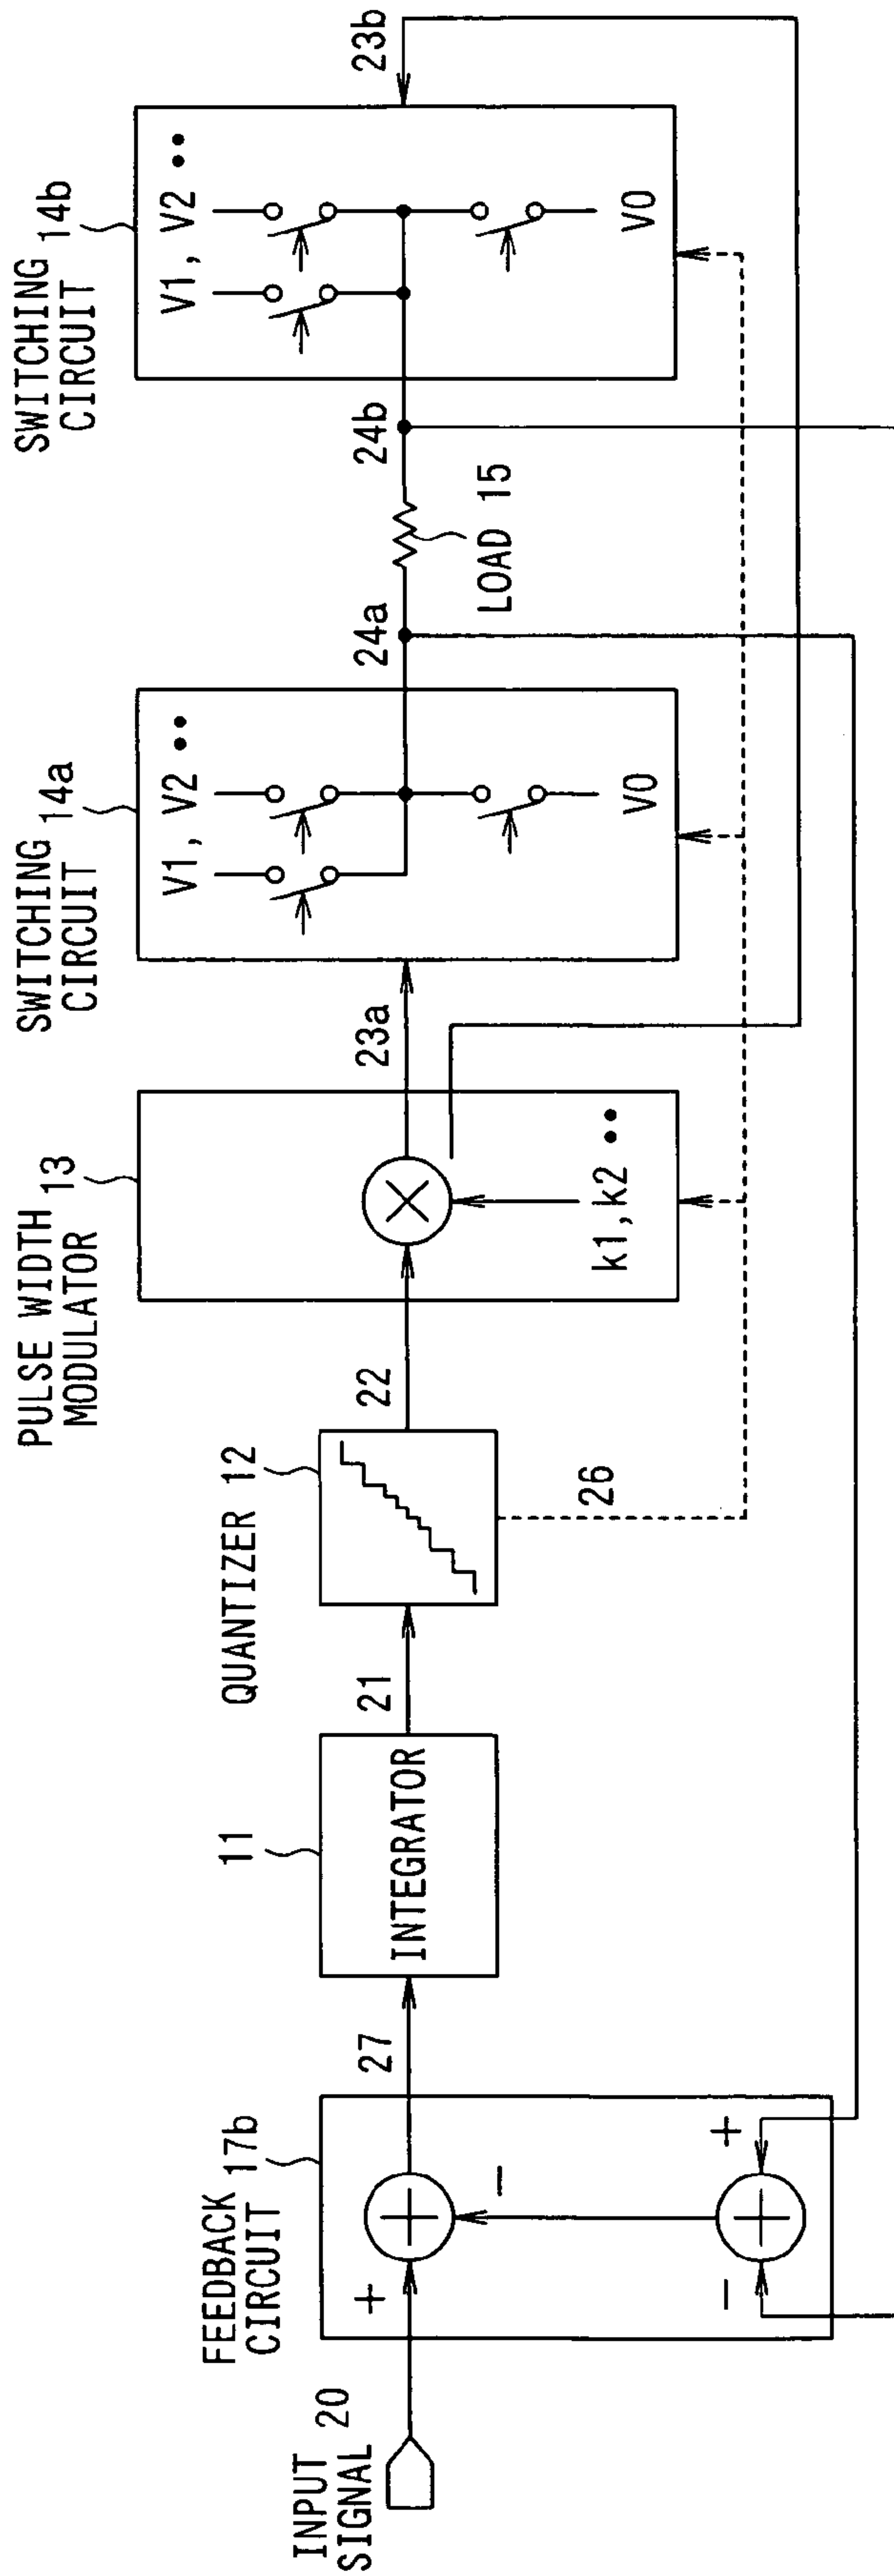 INPUT 20
SIGNAL
FEEDBACK 17b
CIRCUIT
+
−
−
+
27
11
INTEGRATOR
21
QUANTIZER 12
22
26
PULSE WIDTH 13
MODULATOR
k1, k2 ••
23a
SWITCHING 14a
CIRCUIT
V1, V2 ••
V0
24a
LOAD 15
24b
SWITCHING 14b
CIRCUIT
V1, V2 ••
V0
23b